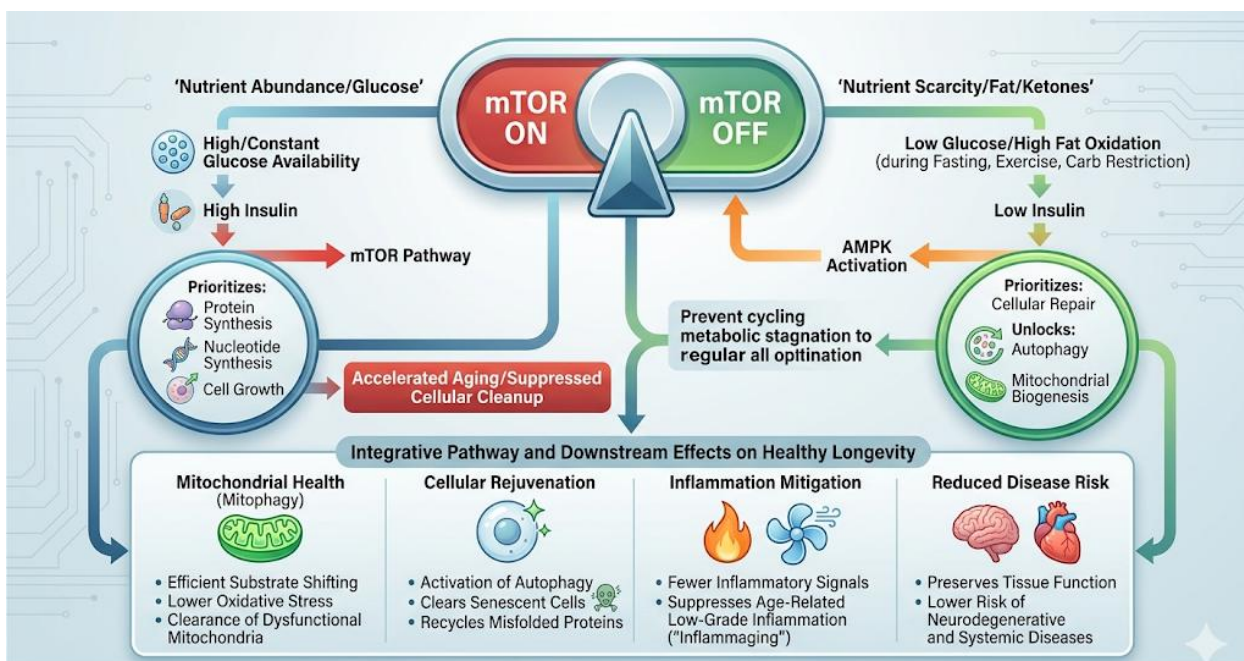 mTOR
ON
mTOR
OFF
'Nutrient Abundance/Glucose'
High/Constant
Glucose Availability
High Insulin
mTOR Pathway
Prioritizes:
Protein
Synthesis
Nucleotide
Synthesis
Cell Growth
Accelerated Aging/Suppressed
Cellular Cleanup
'Nutrient Scarcity/Fat/Ketones'
Low Glucose/High Fat Oxidation
(during Fasting, Exercise, Carb Restriction)
Low Insulin
AMPK
Activation
Prioritizes:
Cellular Repair
Unlocks:
Autophagy
Mitochondrial
Biogenesis
Prevent cycling
metabolic stagnation to
regular all opttination
Integrative Pathway and Downstream Effects on Healthy Longevity
Mitochondrial Health
(Mitophagy)
• Efficient Substrate Shifting
• Lower Oxidative Stress
• Clearance of Dysfunctional
Mitochondria
Cellular Rejuvenation
• Activation of Autophagy
• Clears Senescent Cells
• Recycles Misfolded Proteins
Inflammation Mitigation
• Fewer Inflammatory Signals
• Suppresses Age-Related
Low-Grade Inflammation
("Inflammaging")
Reduced Disease Risk
• Preserves Tissue Function
• Lower Risk of
Neurodegenerative
and Systemic Diseases